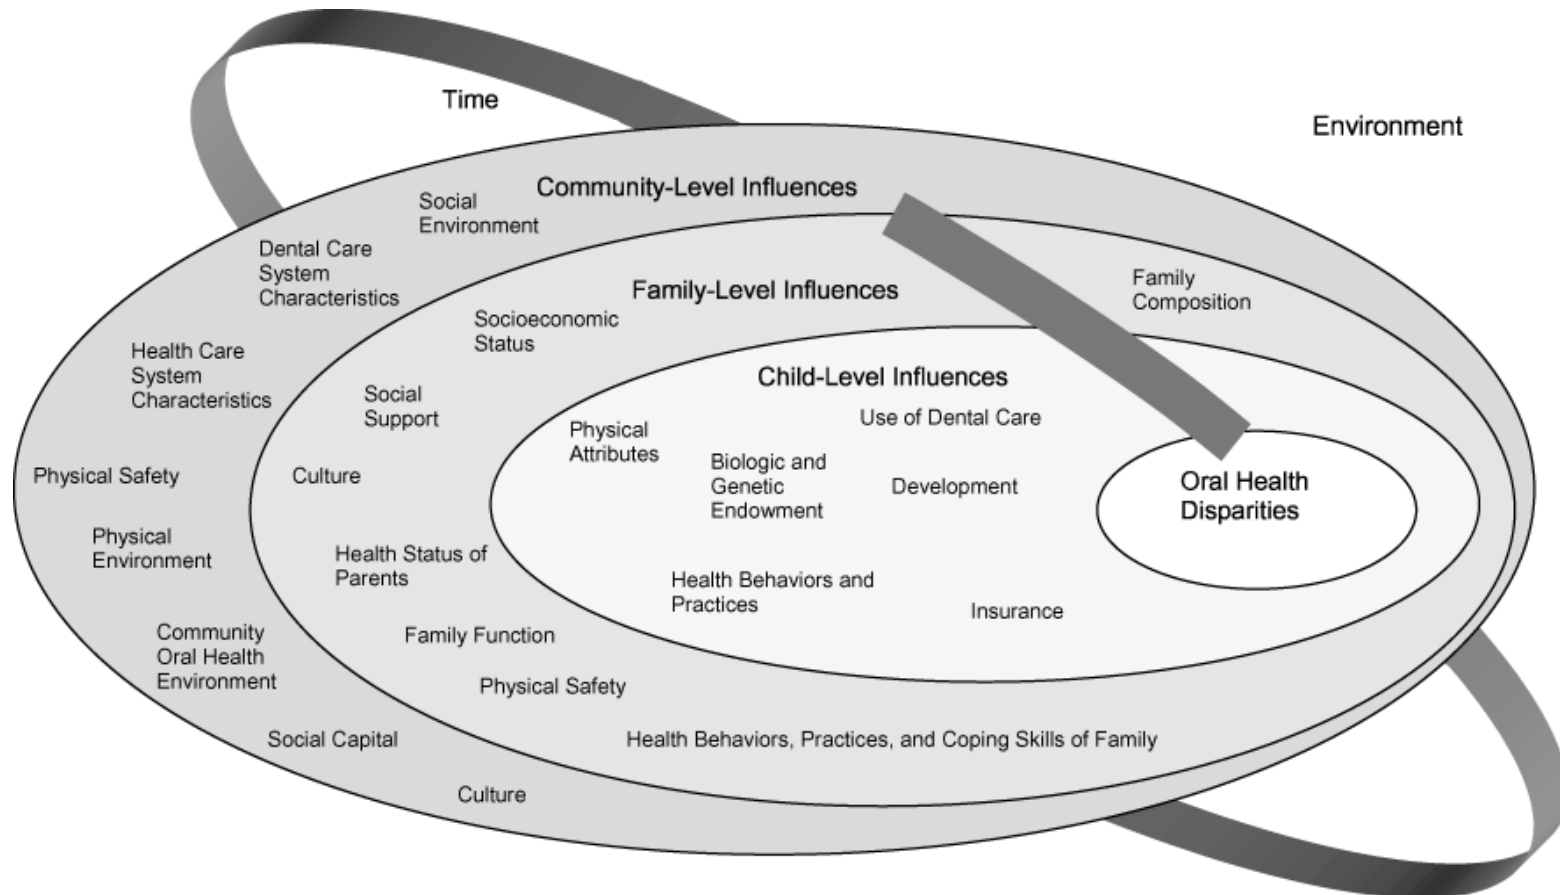 Time
Environment
Community-Level Influences
Social
Environment
Dental Care
System
Characteristics
Health Care
System
Characteristics
Physical Safety
Physical
Environment
Community
Oral Health
Environment
Social Capital
Culture
Family-Level Influences
Family
Composition
Socioeconomic
Status
Social
Support
Culture
Health Status of
Parents
Family Function
Physical Safety
Health Behaviors, Practices, and Coping Skills of Family
Child-Level Influences
Use of Dental Care
Physical
Attributes
Biologic and
Genetic
Endowment
Development
Health Behaviors and
Practices
Insurance
Oral Health
Disparities